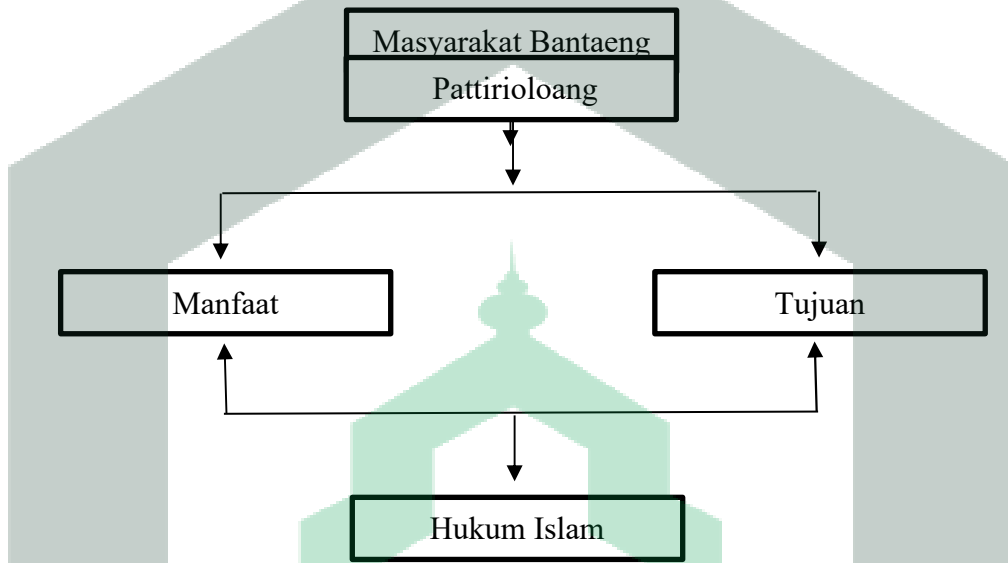 Masyarakat Bantaeng
Pattirioloang
Manfaat
Tujuan
Hukum Islam